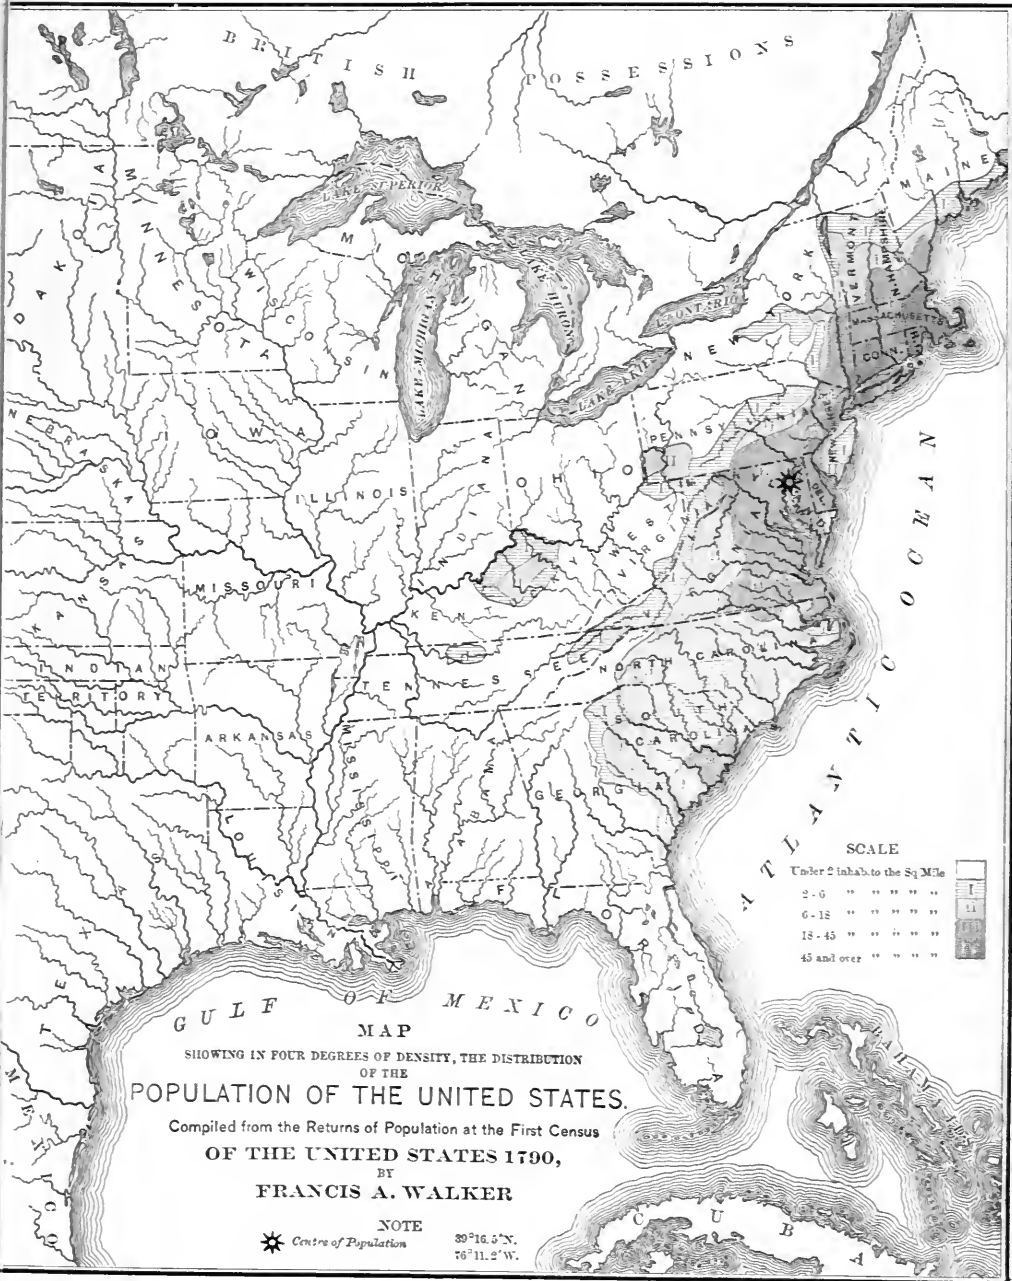 BRITISH POSSESSIONS
MAINE
LAKE SUPERIOR
MINNESOTA
DAKOTA
MICHIGAN
WISCONSIN
LAKE MICHIGAN
LAKE HURON
L. ONTARIO
LAKE ERIE
NEW YORK
VERMONT
N. HAMPSHIRE
MASSACHUSETTS
CONN.
R.I.
NEBRASKA
IOWA
ILLINOIS
INDIANA
OHIO
PENNSYLVANIA
DEL.
WEST VIRGINIA
KANSAS
MISSOURI
KENT
TENNESSEE
NORTH CAROLINA
SOUTH CAROLINA
INDIAN TERRITORY
ARKANSAS
MISSISSIPPI
ALABAMA
GEORGIA
LOUISIANA
TEXAS
FLORIDA
MEXICO
ATLANTIC OCEAN
GULF OF MEXICO
BAHAMA
CUBA
SCALE
Under 2 inhab. to the Sq Mile
2-6 " " " " " I
6-18 " " " " " II
18-45 " " " " " III
45 and over " " " " IV
MAP
SHOWING IN FOUR DEGREES OF DENSITY, THE DISTRIBUTION
OF THE
POPULATION OF THE UNITED STATES.
Compiled from the Returns of Population at the First Census
OF THE UNITED STATES 1790,
BY
FRANCIS A. WALKER
NOTE
Centre of Population 39°16.5'N.
76°11.2'W.